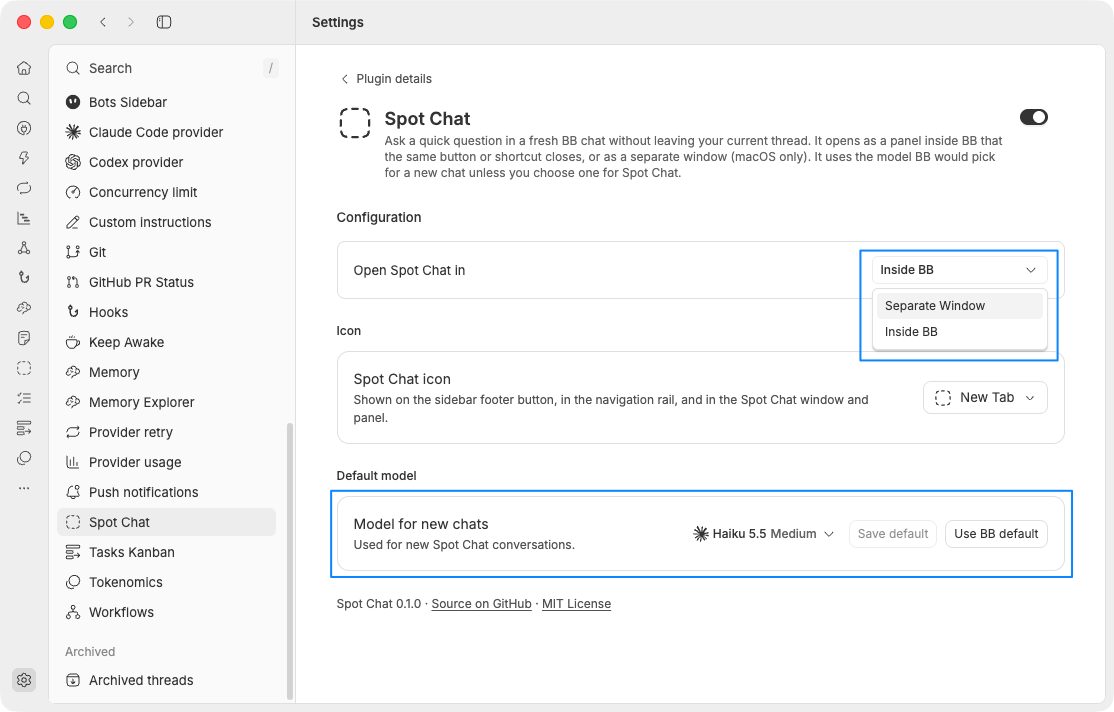 Settings
Search
/
Bots Sidebar
Claude Code provider
Codex provider
Concurrency limit
Custom instructions
Git
GitHub PR Status
Hooks
Keep Awake
Memory
Memory Explorer
Provider retry
Provider usage
Push notifications
Spot Chat
Tasks Kanban
Tokenomics
Workflows
Archived
Archived threads
Plugin details
Spot Chat
Ask a quick question in a fresh BB chat without leaving your current thread. It opens as a panel inside BB that
the same button or shortcut closes, or as a separate window (macOS only). It uses the model BB would pick
for a new chat unless you choose one for Spot Chat.
Configuration
Open Spot Chat in
Inside BB
Separate Window
Inside BB
Icon
Spot Chat icon
Shown on the sidebar footer button, in the navigation rail, and in the Spot Chat window and
panel.
New Tab
Default model
Model for new chats
Used for new Spot Chat conversations.
Haiku 5.5 Medium
Save default
Use BB default
Spot Chat 0.1.0 · Source on GitHub · MIT License